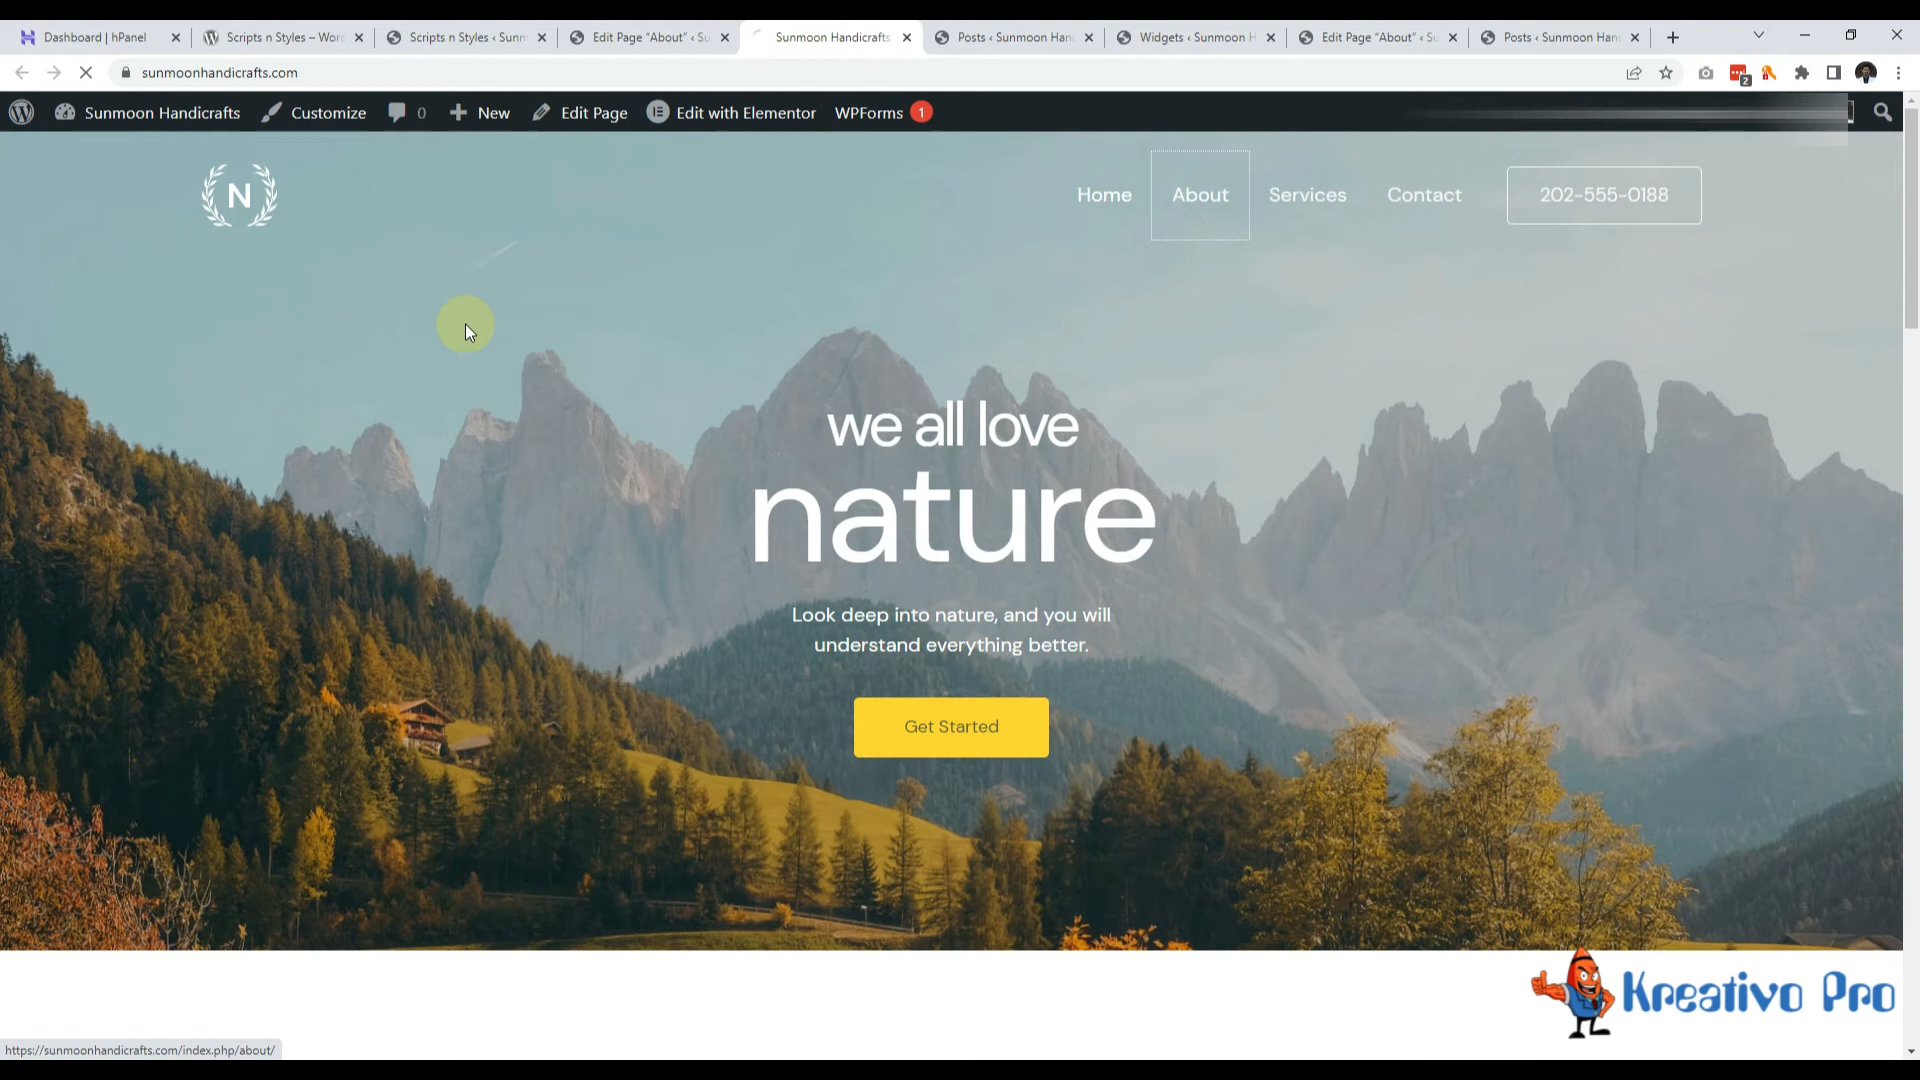 Dashboard | hPanel
Scripts n Styles – Worc
Scripts n Styles ‹ Sunm
Edit Page “About” ‹ Su
Sunmoon Handicrafts
Posts ‹ Sunmoon Han
Widgets ‹ Sunmoon H
Edit Page “About” ‹ Su
Posts ‹ Sunmoon Han
sunmoonhandicrafts.com
2
Sunmoon Handicrafts
Customize
0
New
Edit Page
Edit with Elementor
WPForms 1
N
Home
About
Services
Contact
202-555-0188
we all love
nature
Look deep into nature, and you will
understand everything better.
Get Started
Kreativo Pro
https://sunmoonhandicrafts.com/index.php/about/